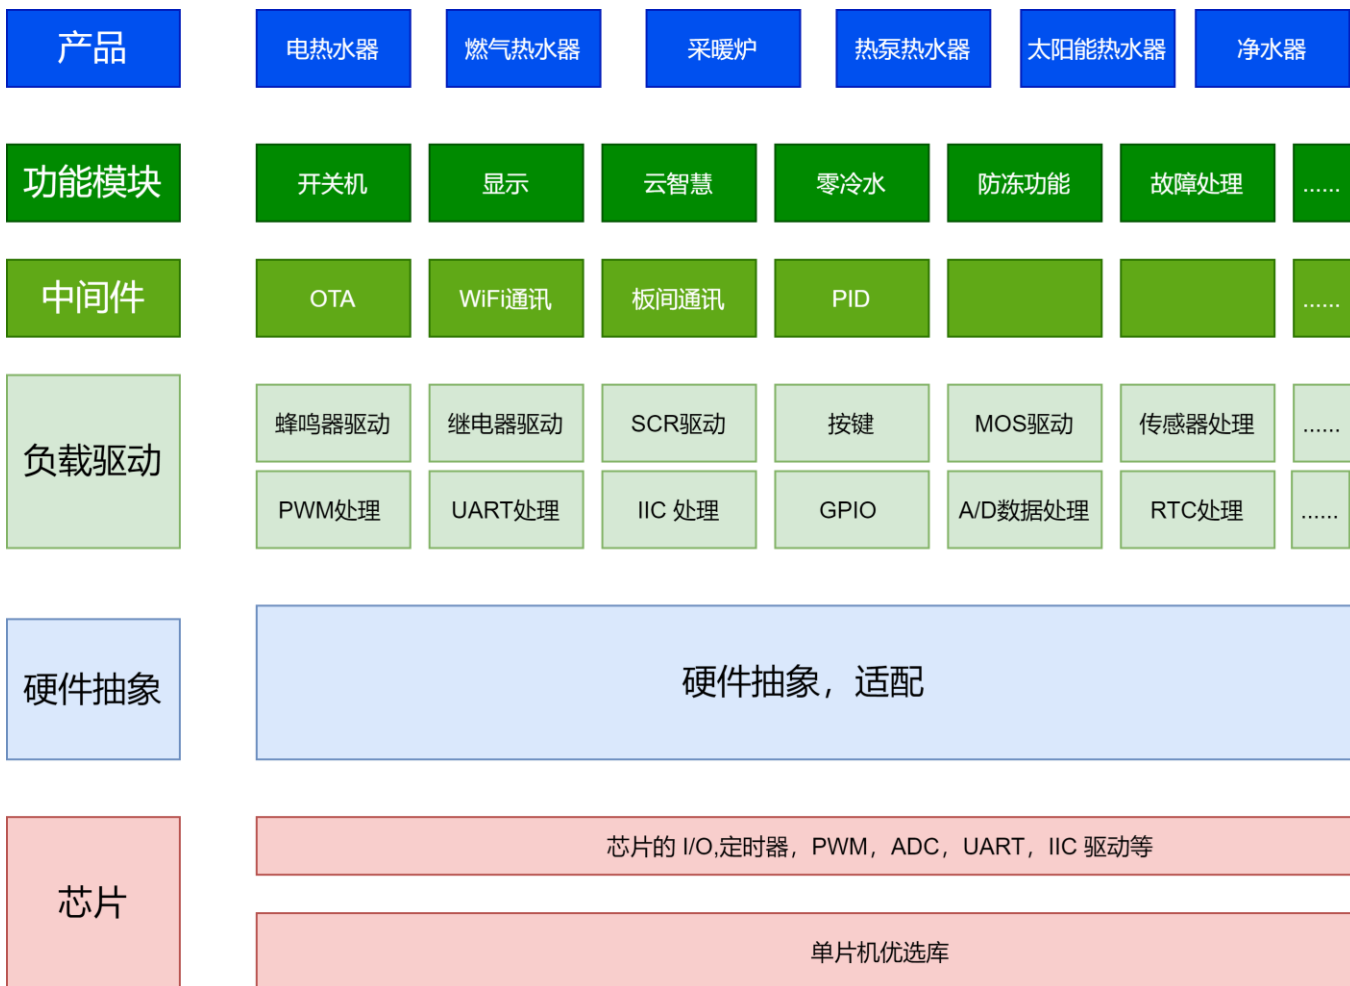 产品
电热水器
燃气热水器
采暖炉
热泵热水器
太阳能热水器
净水器
功能模块
开关机
显示
云智慧
零冷水
防冻功能
故障处理
......
中间件
OTA
WiFi通讯
板间通讯
PID
......
负载驱动
蜂鸣器驱动
继电器驱动
SCR驱动
按键
MOS驱动
传感器处理
......
PWM处理
UART处理
IIC 处理
GPIO
A/D数据处理
RTC处理
......
硬件抽象
硬件抽象，适配
芯片
芯片的 I/O,定时器，PWM，ADC，UART，IIC 驱动等
单片机优选库